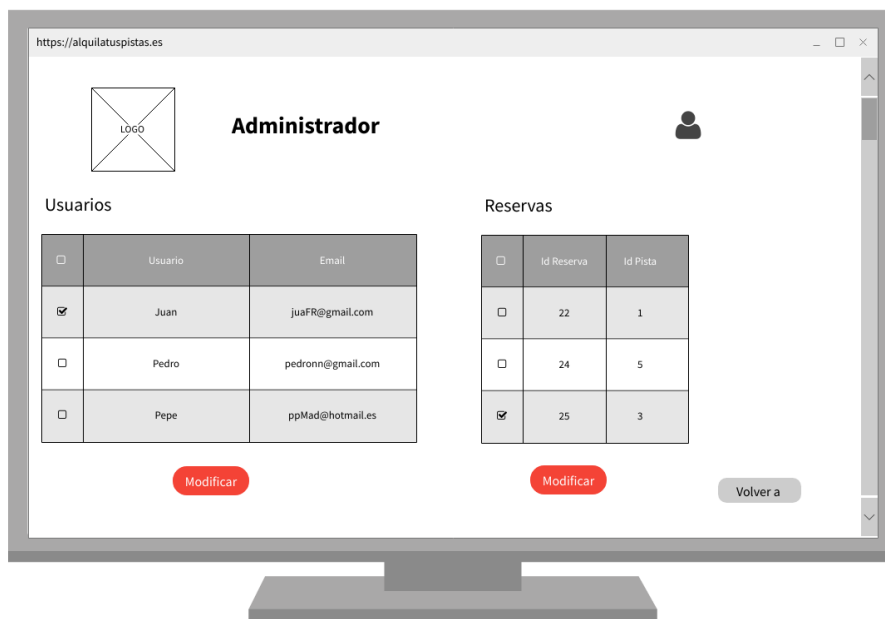 https://alquilatuspistas.es
LOGO
Administrador
Usuarios
Usuario Email
Juan juaFR@gmail.com
Pedro pedronn@gmail.com
Pepe ppMad@hotmail.es
Modificar
Reservas
Id Reserva Id Pista
22 1
24 5
25 3
Modificar
Volver a